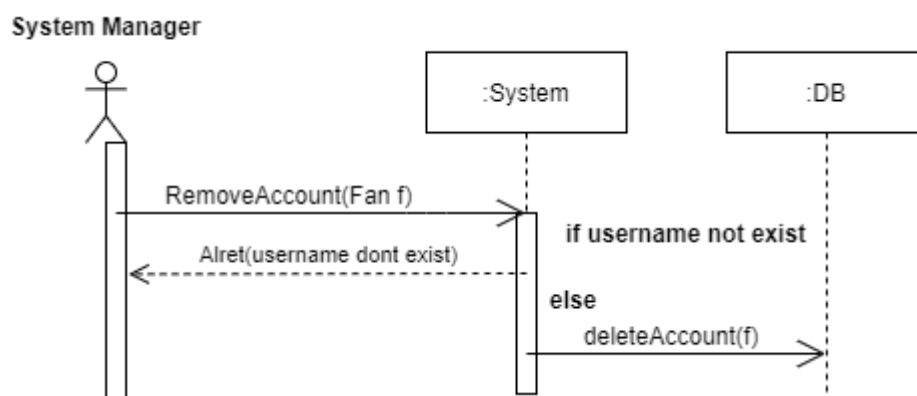 System Manager
:System
:DB
RemoveAccount(Fan f)
if username not exist
Alret(username dont exist)
else
deleteAccount(f)